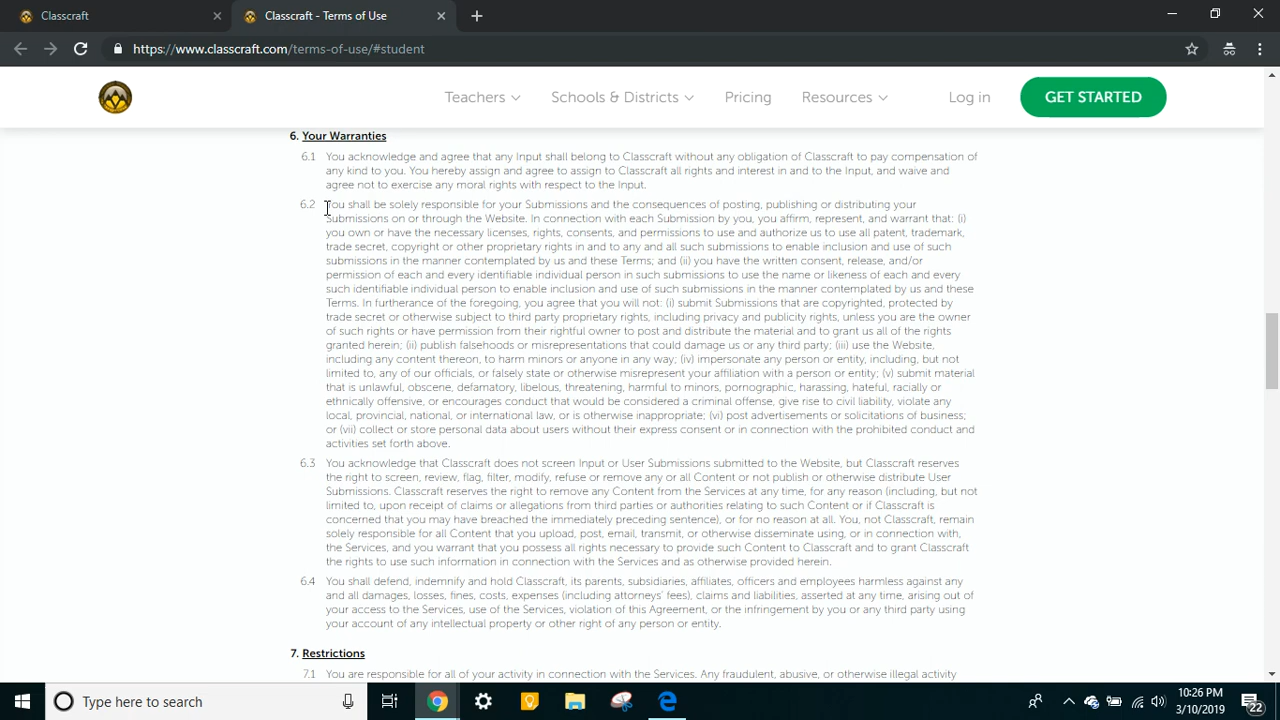 Classcraft
Classcraft - Terms of Use
https://www.classcraft.com/terms-of-use/#student
Teachers
Schools & Districts
Pricing
Resources
Log in
GET STARTED
6. Your Warranties
6.1 You acknowledge and agree that any Input shall belong to Classcraft without any obligation of Classcraft to pay compensation of
any kind to you. You hereby assign and agree to assign to Classcraft all rights and interest in and to the Input, and waive and
agree not to exercise any moral rights with respect to the Input.
6.2 You shall be solely responsible for your Submissions and the consequences of posting, publishing or distributing your
Submissions on or through the Website. In connection with each Submission by you, you affirm, represent, and warrant that: (i)
you own or have the necessary licenses, rights, consents, and permissions to use and authorize us to use all patent, trademark,
trade secret, copyright or other proprietary rights in and to any and all such submissions to enable inclusion and use of such
submissions in the manner contemplated by us and these Terms; and (ii) you have the written consent, release, and/or
permission of each and every identifiable individual person in such submissions to use the name or likeness of each and every
such identifiable individual person to enable inclusion and use of such submissions in the manner contemplated by us and these
Terms. In furtherance of the foregoing, you agree that you will not: (i) submit Submissions that are copyrighted, protected by
trade secret or otherwise subject to third party proprietary rights, including privacy and publicity rights, unless you are the owner
of such rights or have permission from their rightful owner to post and distribute the material and to grant us all of the rights
granted herein; (ii) publish falsehoods or misrepresentations that could damage us or any third party; (iii) use the Website,
including any content thereon, to harm minors or anyone in any way; (iv) impersonate any person or entity, including, but not
limited to, any of our officials, or falsely state or otherwise misrepresent your affiliation with a person or entity; (v) submit material
that is unlawful, obscene, defamatory, libelous, threatening, harmful to minors, pornographic, harassing, hateful, racially or
ethnically offensive, or encourages conduct that would be considered a criminal offense, give rise to civil liability, violate any
local, provincial, national, or international law, or is otherwise inappropriate; (vi) post advertisements or solicitations of business;
or (vii) collect or store personal data about users without their express consent or in connection with the prohibited conduct and
activities set forth above.
6.3 You acknowledge that Classcraft does not screen Input or User Submissions submitted to the Website, but Classcraft reserves
the right to screen, review, flag, filter, modify, refuse or remove any or all Content or not publish or otherwise distribute User
Submissions. Classcraft reserves the right to remove any Content from the Services at any time, for any reason (including, but not
limited to, upon receipt of claims or allegations from third parties or authorities relating to such Content or if Classcraft is
concerned that you may have breached the immediately preceding sentence), or for no reason at all. You, not Classcraft, remain
solely responsible for all Content that you upload, post, email, transmit, or otherwise disseminate using, or in connection with,
the Services, and you warrant that you possess all rights necessary to provide such Content to Classcraft and to grant Classcraft
the rights to use such information in connection with the Services and as otherwise provided herein.
6.4 You shall defend, indemnify and hold Classcraft, its parents, subsidiaries, affiliates, officers and employees harmless against any
and all damages, losses, fines, costs, expenses (including attorneys' fees), claims and liabilities, asserted at any time, arising out of
your access to the Services, use of the Services, violation of this Agreement, or the infringement by you or any third party using
your account of any intellectual property or other right of any person or entity.
7. Restrictions
7.1 You are responsible for all of your activity in connection with the Services. Any fraudulent, abusive, or otherwise illegal activity
Type here to search
10:26 PM
3/10/2019
22